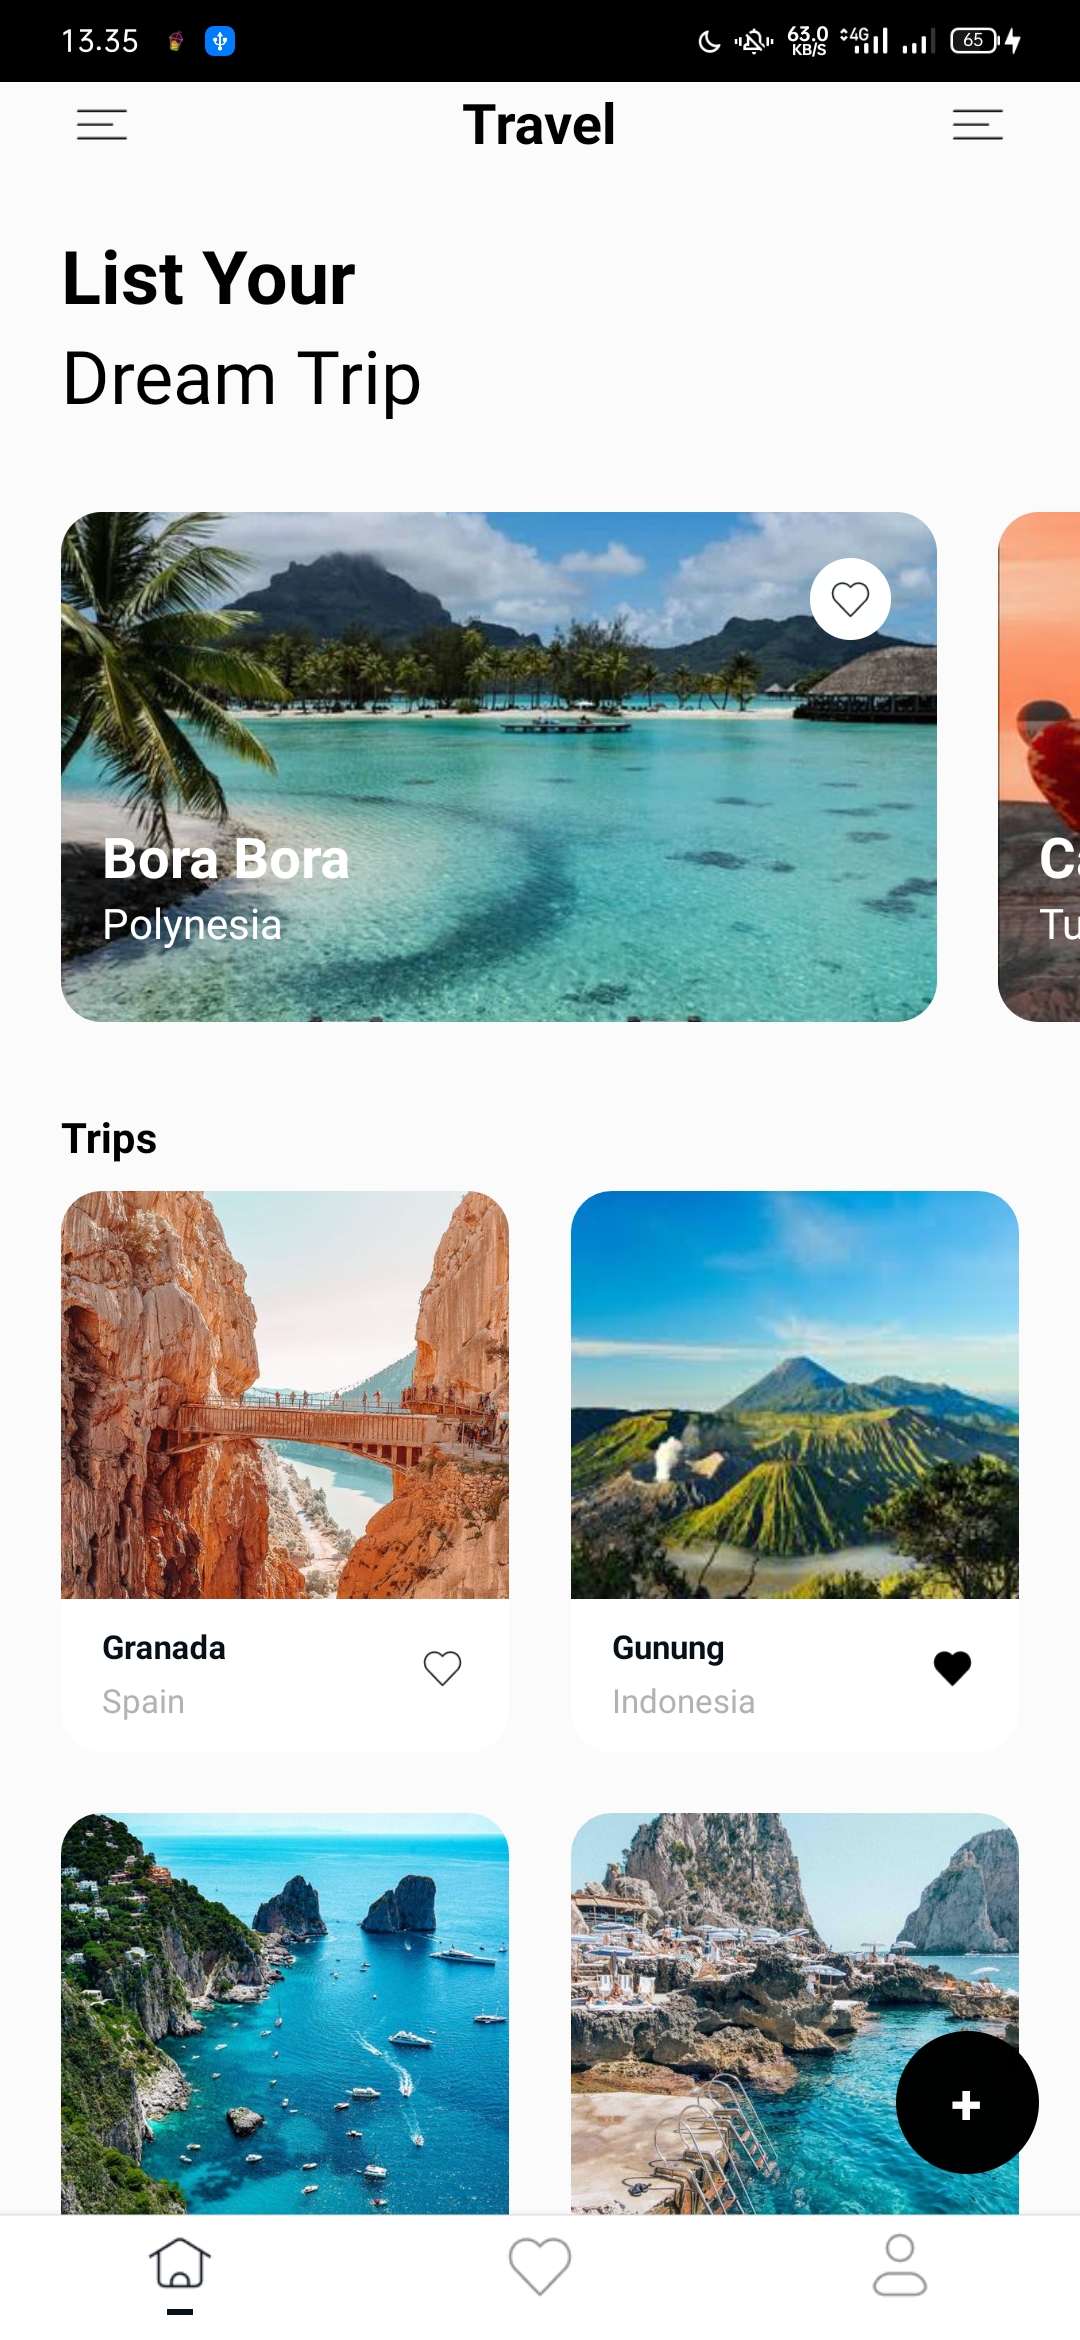 13.35
63.0
KB/S
4G
65
Travel
List Your
Dream Trip
Bora Bora
Polynesia
Ca
Tu
Trips
Granada
Spain
Gunung
Indonesia
+